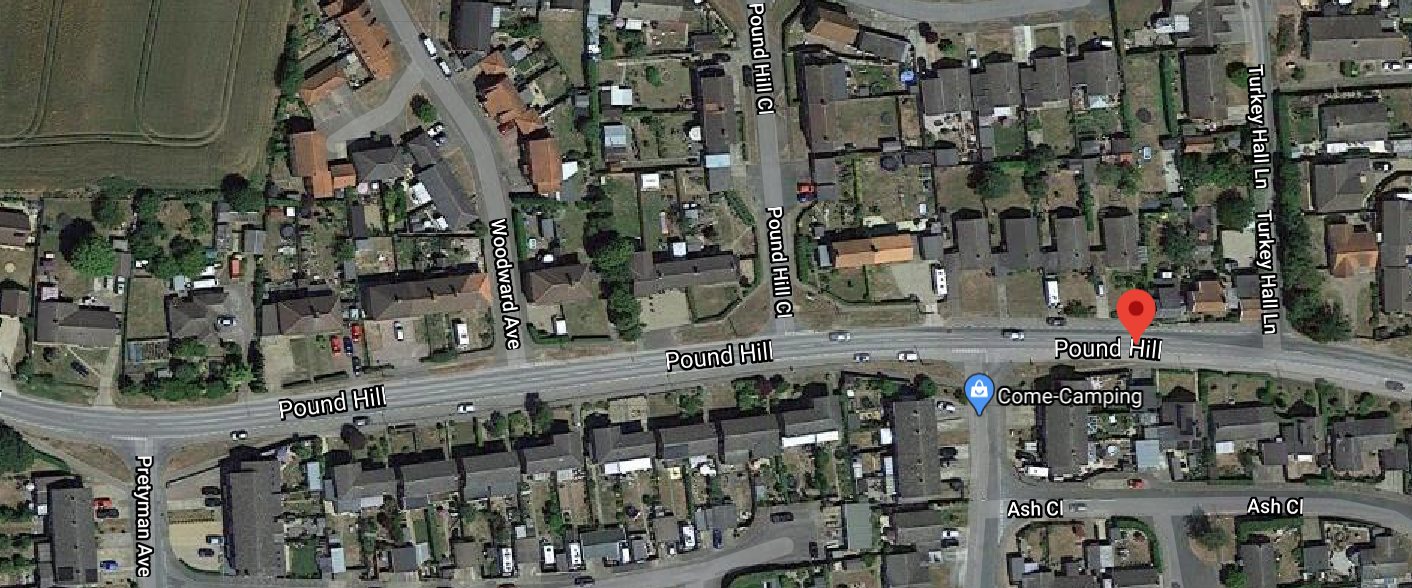 Pound Hill Cl
Turkey Hall Ln
Turkey Hall Ln
Woodward Ave
Pound Hill Cl
Pound Hill
Pound Hill
Pound Hill
Come-Camping
Pretyman Ave
Ash Cl
Ash Cl